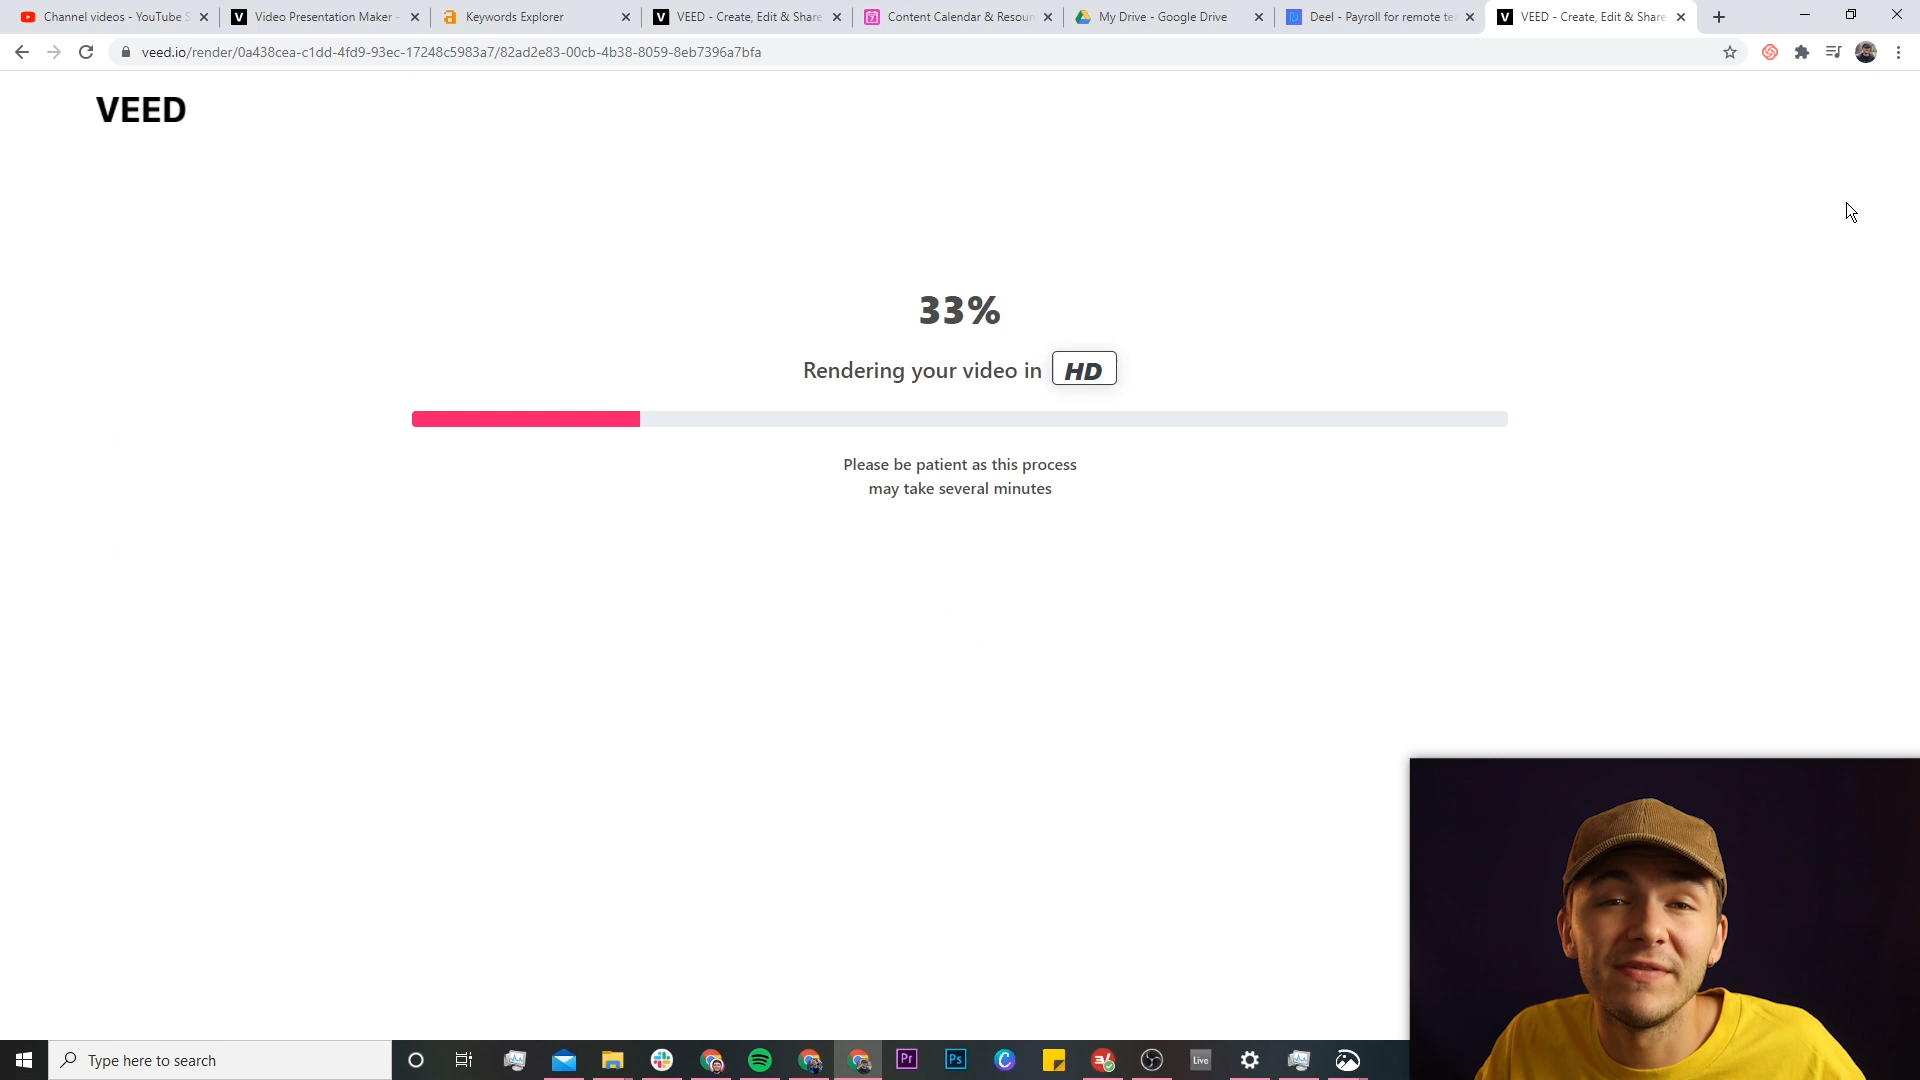 Channel videos - YouTube S
Video Presentation Maker -
Keywords Explorer
VEED - Create, Edit & Share
Content Calendar & Resour
My Drive - Google Drive
Deel - Payroll for remote te
VEED - Create, Edit & Share
veed.io/render/0a438cea-c1dd-4fd9-93ec-17248c5983a7/82ad2e83-00cb-4b38-8059-8eb7396a7bfa
VEED
33%
Rendering your video in HD
Please be patient as this process
may take several minutes
Type here to search
Pr
Ps
Live